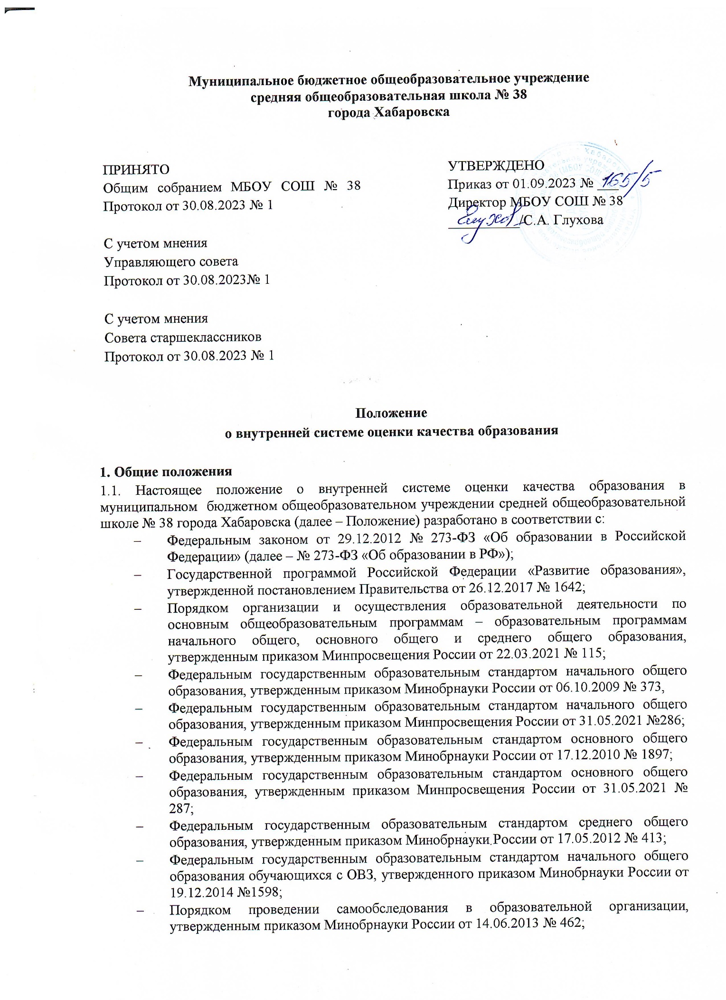 Муниципальное бюджетное общеобразовательное учреждение
средняя общеобразовательная школа № 38
города Хабаровска
ПРИНЯТО
Общим собранием МБОУ СОШ № 38
Протокол от 30.08.2023 № 1
С учетом мнения
Управляющего совета
Протокол от 30.08.2023№ 1
С учетом мнения
Совета старшеклассников
Протокол от 30.08.2023 № 1
УТВЕРЖДЕНО
Приказ от 01.09.2023 № 165/5
Директор МБОУ СОШ № 38
/С.А. Глухова
Положение
о внутренней системе оценки качества образования
1. Общие положения
1.1. Настоящее положение о внутренней системе оценки качества образования в
муниципальном бюджетном общеобразовательном учреждении средней общеобразовательной
школе № 38 города Хабаровска (далее – Положение) разработано в соответствии с:
– Федеральным законом от 29.12.2012 № 273-ФЗ «Об образовании в Российской
Федерации» (далее – № 273-ФЗ «Об образовании в РФ»);
– Государственной программой Российской Федерации «Развитие образования»,
утвержденной постановлением Правительства от 26.12.2017 № 1642;
– Порядком организации и осуществления образовательной деятельности по
основным общеобразовательным программам – образовательным программам
начального общего, основного общего и среднего общего образования,
утвержденным приказом Минпросвещения России от 22.03.2021 № 115;
– Федеральным государственным образовательным стандартом начального общего
образования, утвержденным приказом Минобрнауки России от 06.10.2009 № 373,
– Федеральным государственным образовательным стандартом начального общего
образования, утвержденным приказом Минпросвещения России от 31.05.2021 №286;
– Федеральным государственным образовательным стандартом основного общего
образования, утвержденным приказом Минобрнауки России от 17.12.2010 № 1897;
– Федеральным государственным образовательным стандартом основного общего
образования, утвержденным приказом Минпросвещения России от 31.05.2021 №
287;
– Федеральным государственным образовательным стандартом среднего общего
образования, утвержденным приказом Минобрнауки России от 17.05.2012 № 413;
– Федеральным государственным образовательным стандартом начального общего
образования обучающихся с ОВЗ, утвержденного приказом Минобрнауки России от
19.12.2014 №1598;
– Порядком проведении самообследования в образовательной организации,
утвержденным приказом Минобрнауки России от 14.06.2013 № 462;